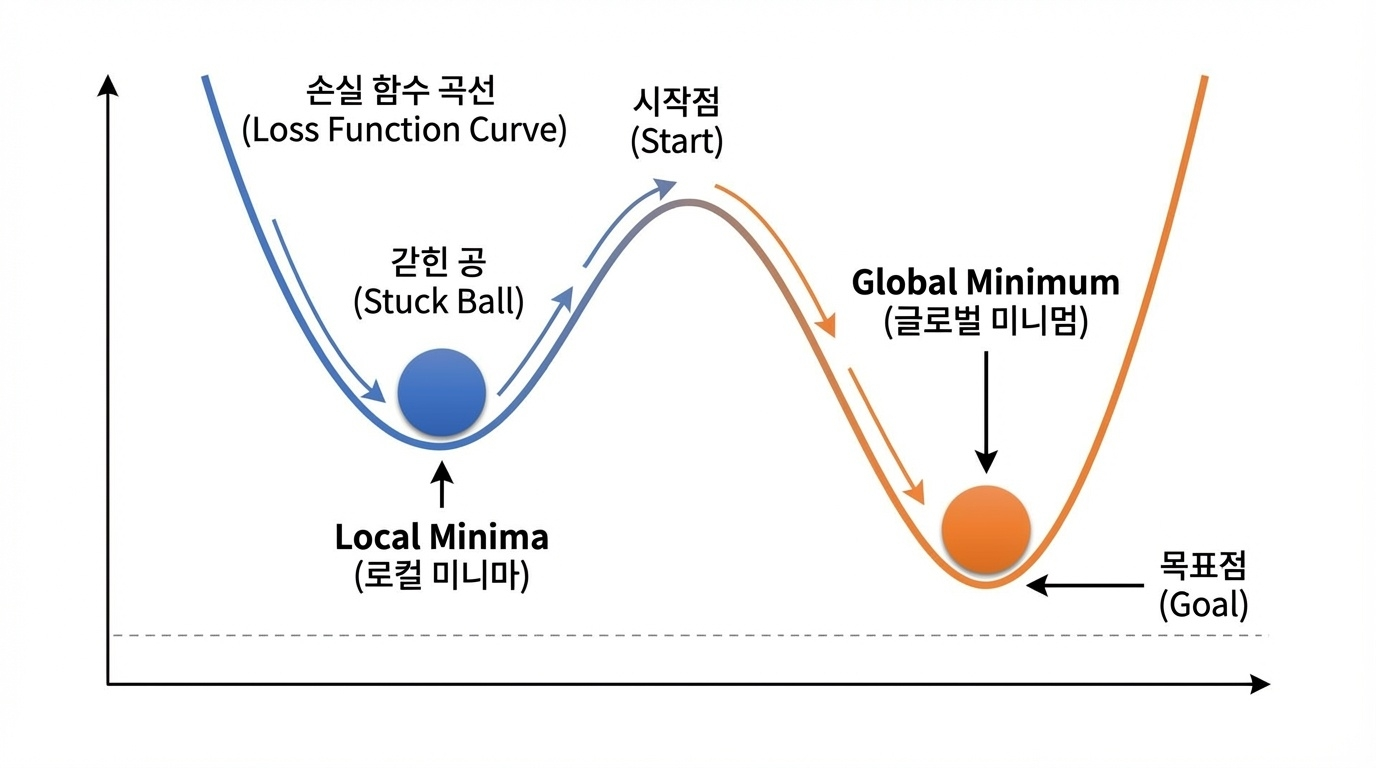 손실 함수 곡선
(Loss Function Curve)
시작점
(Start)
갇힌 공
(Stuck Ball)
Global Minimum
(글로벌 미니멈)
Local Minima
(로컬 미니마)
목표점
(Goal)